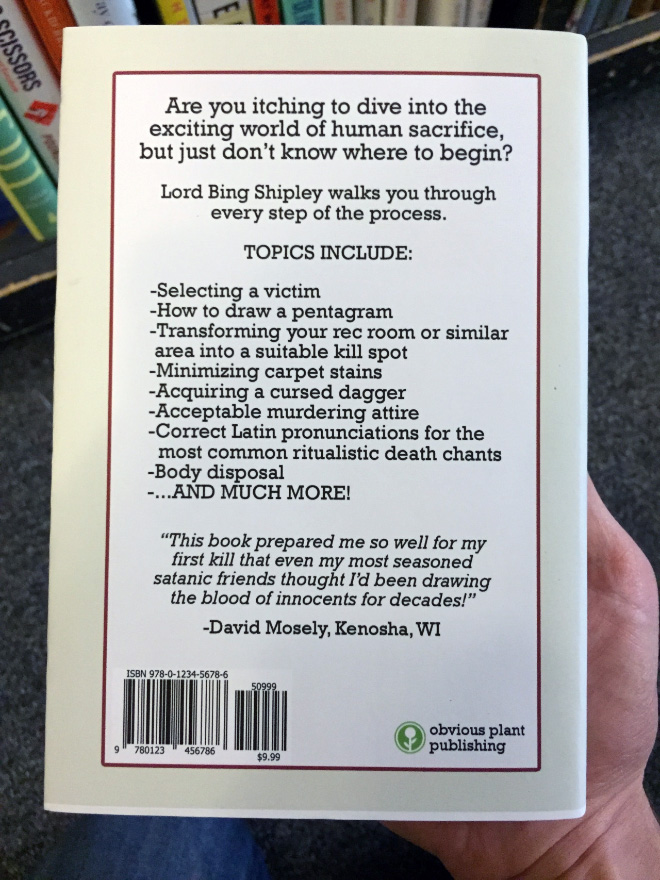 SCISSORS
Are you itching to dive into the
exciting world of human sacrifice,
but just don't know where to begin?
Lord Bing Shipley walks you through
every step of the process.
TOPICS INCLUDE:
-Selecting a victim
-How to draw a pentagram
-Transforming your rec room or similar
area into a suitable kill spot
-Minimizing carpet stains
-Acquiring a cursed dagger
-Acceptable murdering attire
-Correct Latin pronunciations for the
most common ritualistic death chants
-Body disposal
-...AND MUCH MORE!
“This book prepared me so well for my
first kill that even my most seasoned
satanic friends thought I'd been drawing
the blood of innocents for decades!”
-David Mosely, Kenosha, WI
ISBN 978-0-1234-5678-6
50999
9 780123 456786
$9.99
obvious plant
publishing